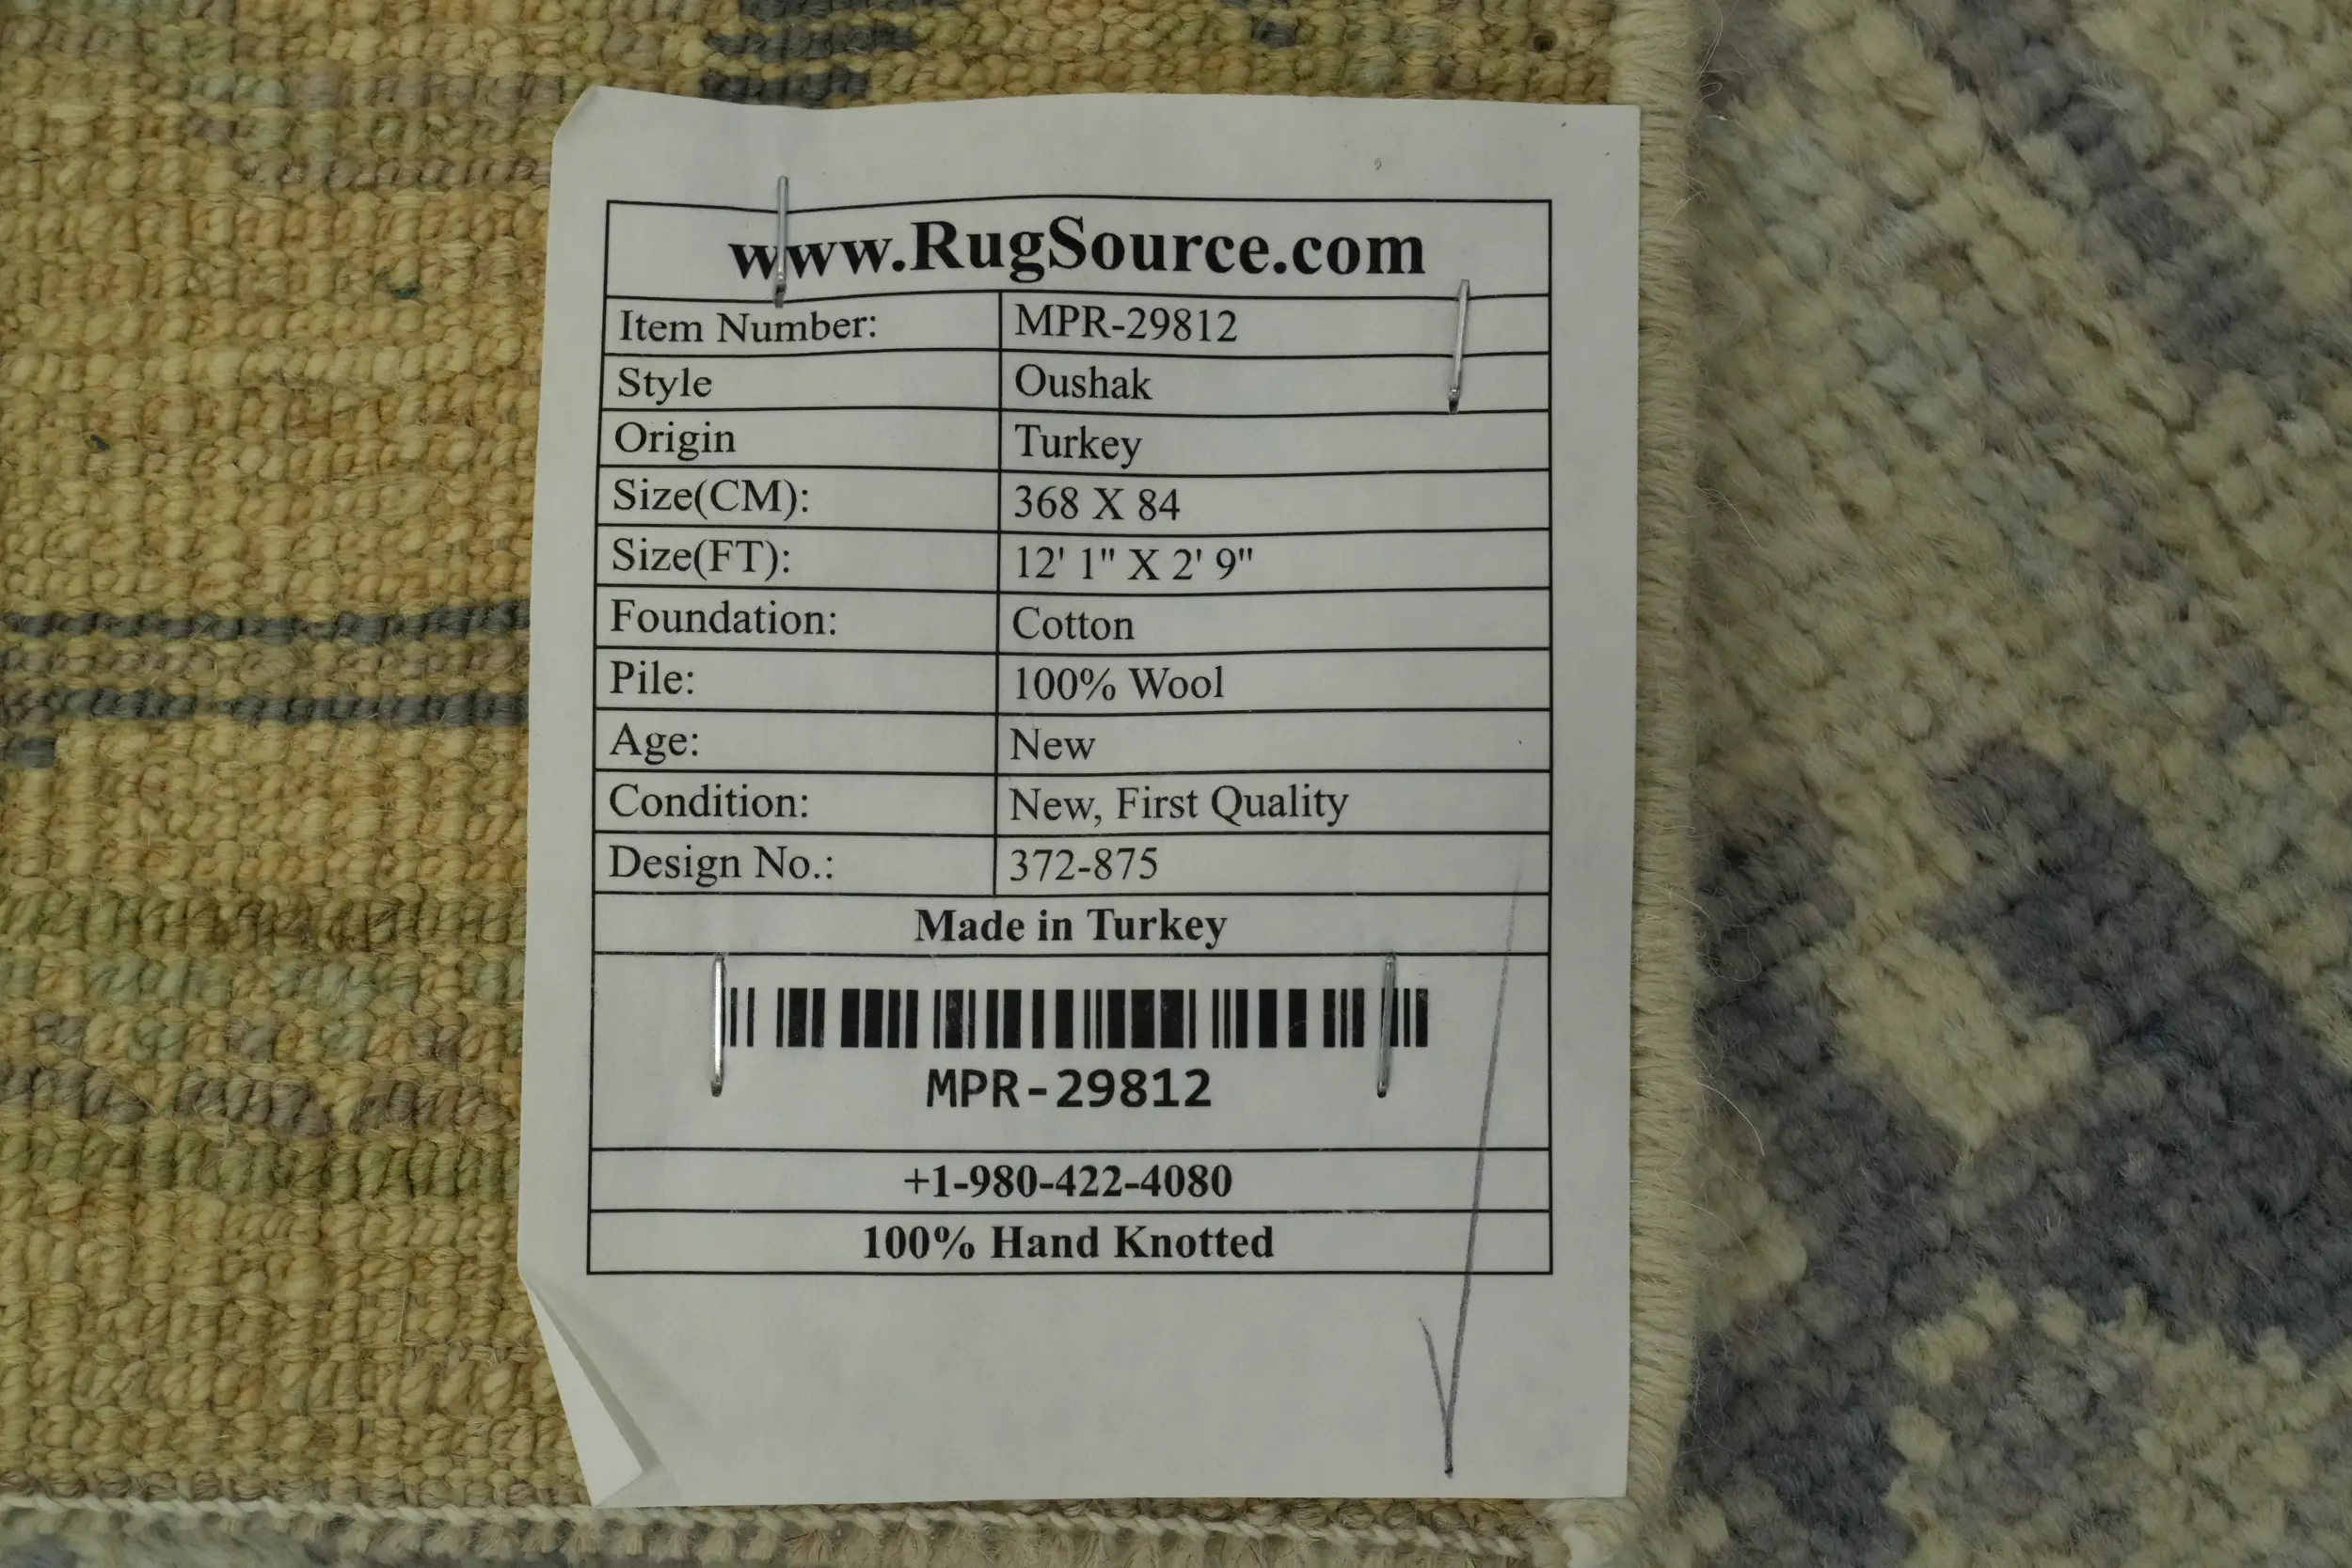 www.RugSource.com
Item Number: MPR-29812
Style Oushak
Origin Turkey
Size(CM): 368 X 84
Size(FT): 12' 1" X 2' 9"
Foundation: Cotton
Pile: 100% Wool
Age: New
Condition: New, First Quality
Design No.: 372-875
Made in Turkey
MPR-29812
+1-980-422-4080
100% Hand Knotted